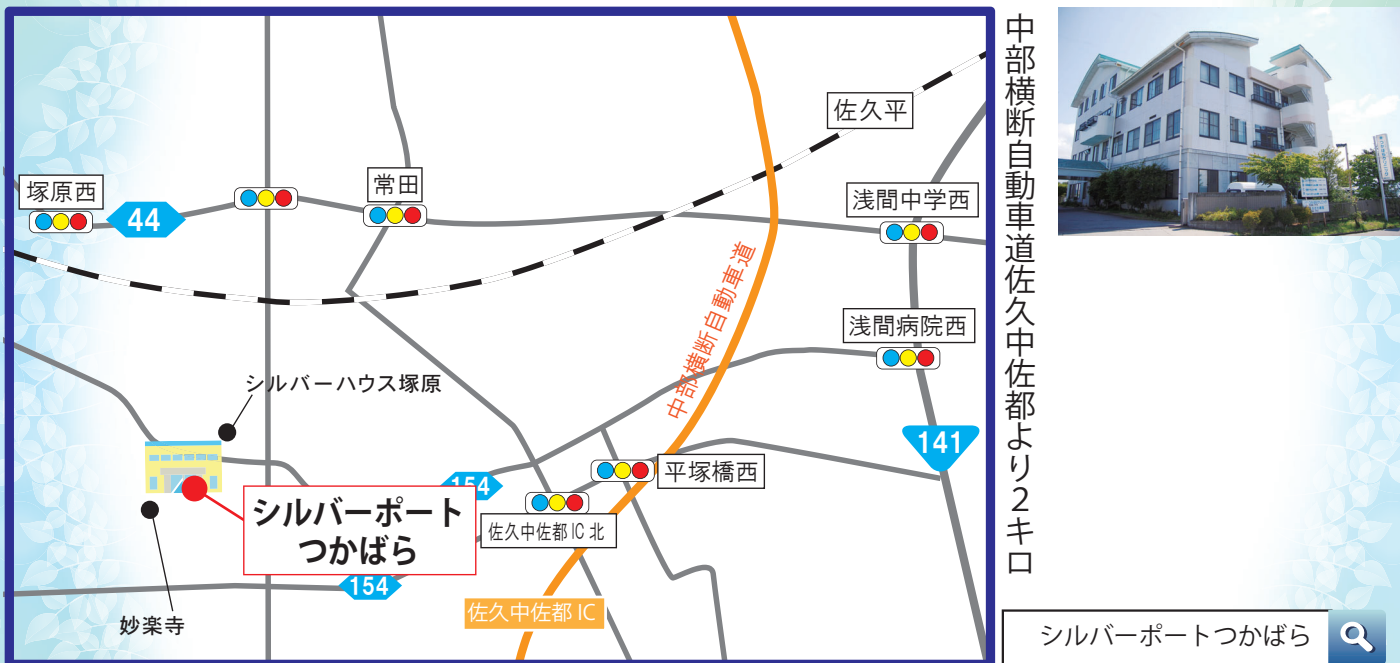 佐久平
塚原西
44
常田
浅間中学西
中部横断自動車道
浅間病院西
シルバーハウス塚原
141
平塚橋西
154
シルバーポート
つかばら
佐久中佐都IC北
154
佐久中佐都IC
妙楽寺
中部横断自動車道佐久中佐都より2キロ
シルバーポートつかばら